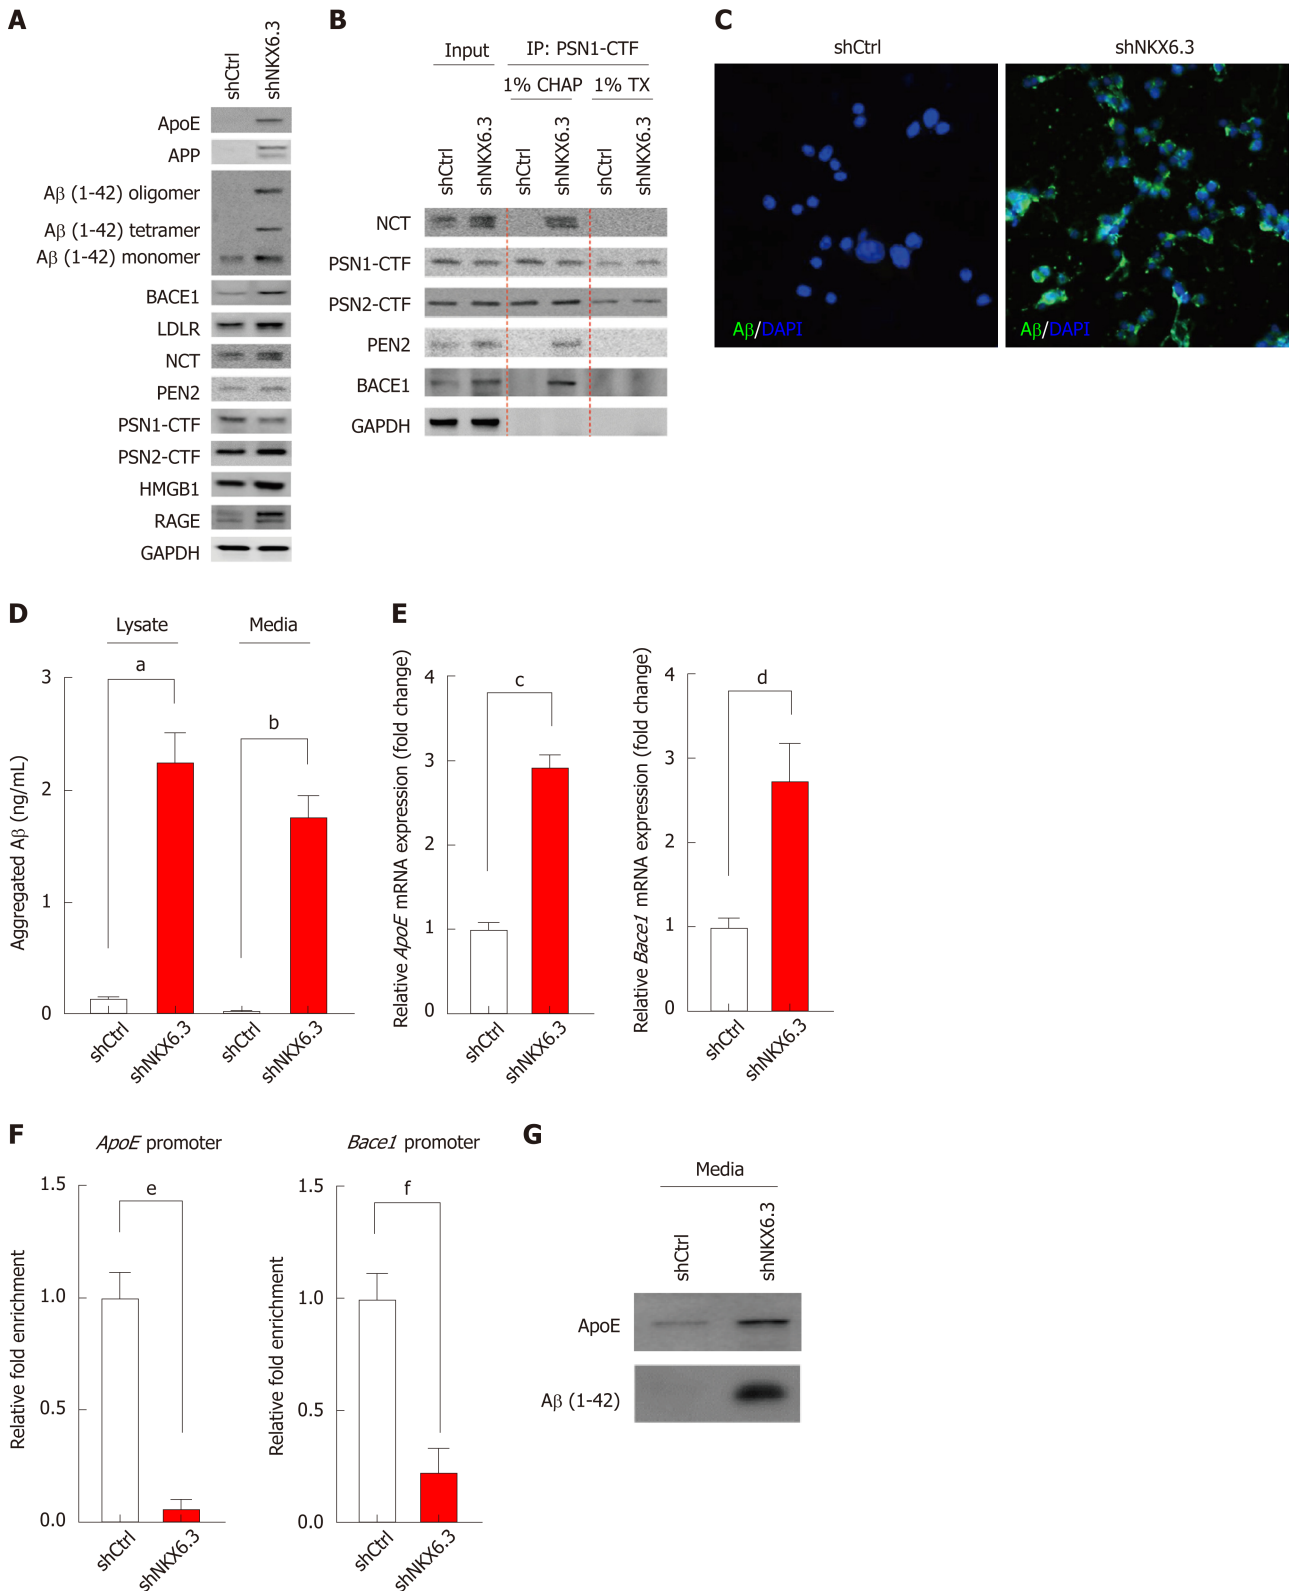 A
shCtrl
shNKX6.3
ApoE
APP
Aβ (1-42) oligomer
Aβ (1-42) tetramer
Aβ (1-42) monomer
BACE1
LDLR
NCT
PEN2
PSN1-CTF
PSN2-CTF
HMGB1
RAGE
GAPDH
B
Input
IP: PSN1-CTF
1% CHAP
1% TX
shCtrl
shNKX6.3
shCtrl
shNKX6.3
shCtrl
shNKX6.3
NCT
PSN1-CTF
PSN2-CTF
PEN2
BACE1
GAPDH
C
shCtrl
shNKX6.3
Aβ/DAPI
Aβ/DAPI
D
Lysate
Media
Aggregated Aβ (ng/mL)
3
2
1
0
a
b
shCtrl
shNKX6.3
shCtrl
shNKX6.3
E
Relative ApoE mRNA expression (fold change)
4
3
2
1
0
c
shCtrl
shNKX6.3
Relative Bace1 mRNA expression (fold change)
4
3
2
1
0
d
shCtrl
shNKX6.3
F
ApoE promoter
Relative fold enrichment
1.5
1.0
0.5
0.0
e
shCtrl
shNKX6.3
Bace1 promoter
Relative fold enrichment
1.5
1.0
0.5
0.0
f
shCtrl
shNKX6.3
G
Media
shCtrl
shNKX6.3
ApoE
Aβ (1-42)